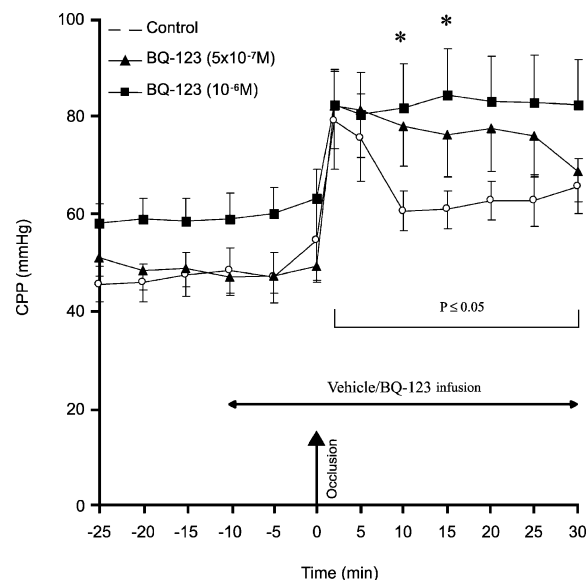 Control
BQ-123 (5x10⁻⁷M)
BQ-123 (10⁻⁶M)
* *
100
80
60
40
20
0
CPP (mmHg)
P ≤ 0.05
Vehicle/BQ-123 infusion
Occlusion
-25 -20 -15 -10 -5 0 5 10 15 20 25 30
Time (min)